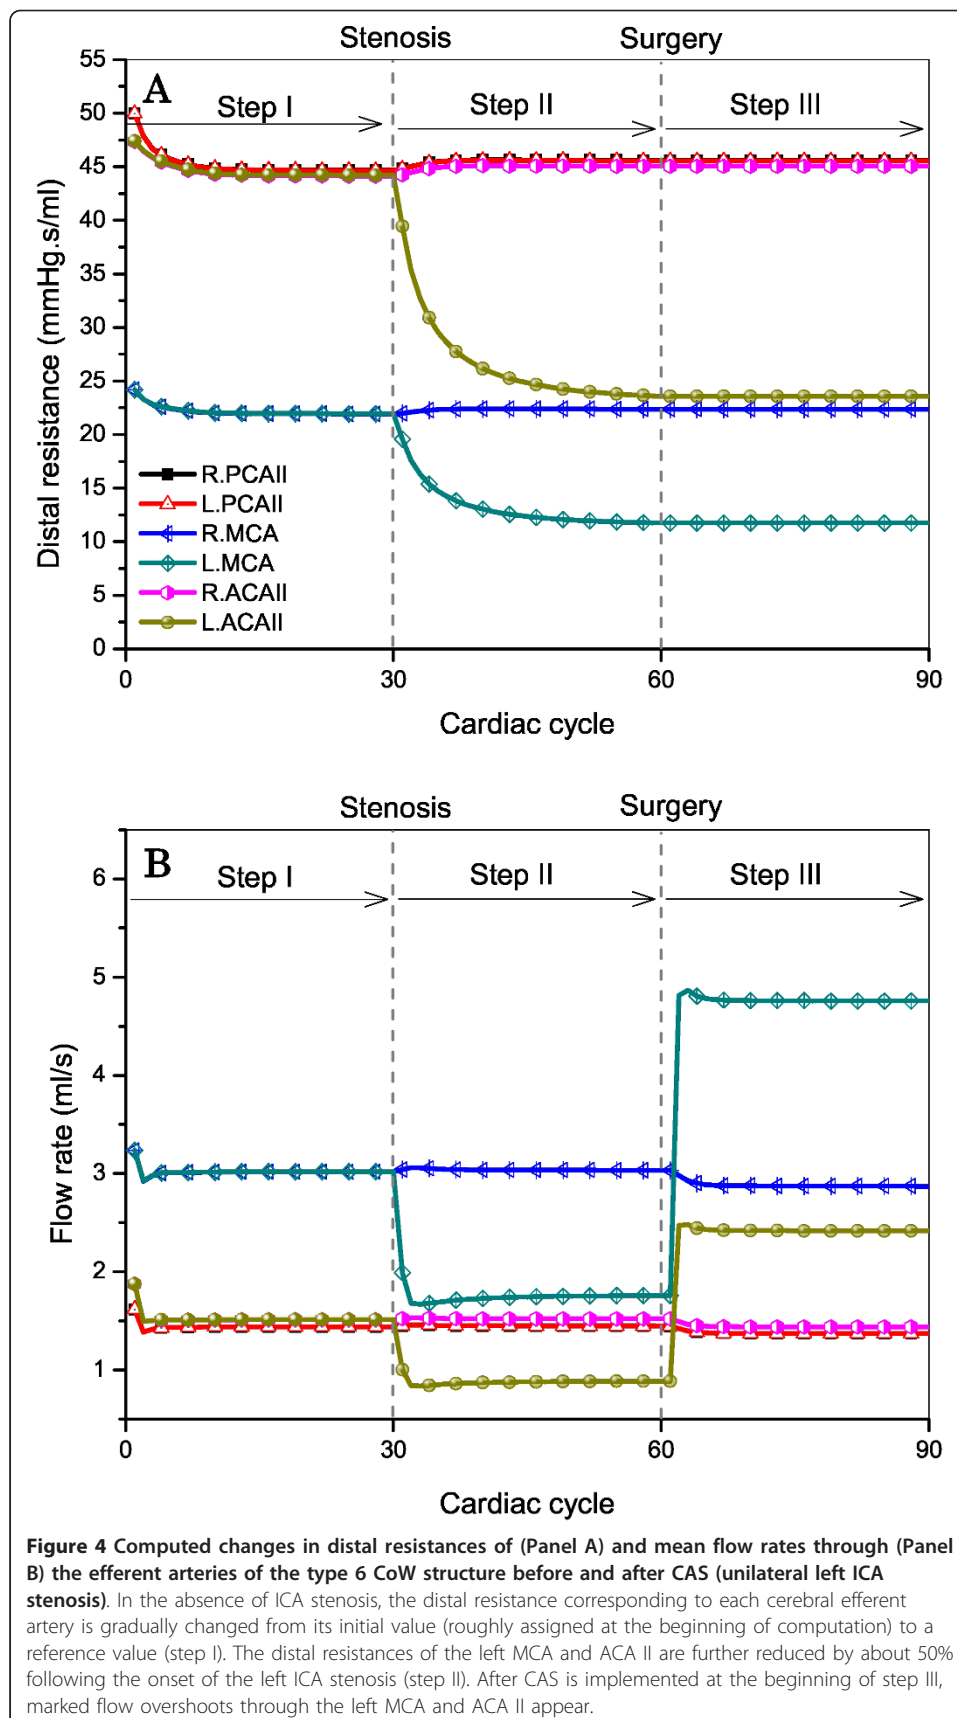 Stenosis
Surgery
A
Step I
Step II
Step III
55
50
45
40
35
30
25
20
15
10
5
0
Distal resistance (mmHg.s/ml)
R.PCAII
L.PCAII
R.MCA
L.MCA
R.ACAII
L.ACAII
0
30
60
90
Cardiac cycle
Stenosis
Surgery
B
Step I
Step II
Step III
6
5
4
3
2
1
Flow rate (ml/s)
0
30
60
90
Cardiac cycle
Figure 4 Computed changes in distal resistances of (Panel A) and mean flow rates through (Panel
B) the efferent arteries of the type 6 CoW structure before and after CAS (unilateral left ICA
stenosis). In the absence of ICA stenosis, the distal resistance corresponding to each cerebral efferent
artery is gradually changed from its initial value (roughly assigned at the beginning of computation) to a
reference value (step I). The distal resistances of the left MCA and ACA II are further reduced by about 50%
following the onset of the left ICA stenosis (step II). After CAS is implemented at the beginning of step III,
marked flow overshoots through the left MCA and ACA II appear.